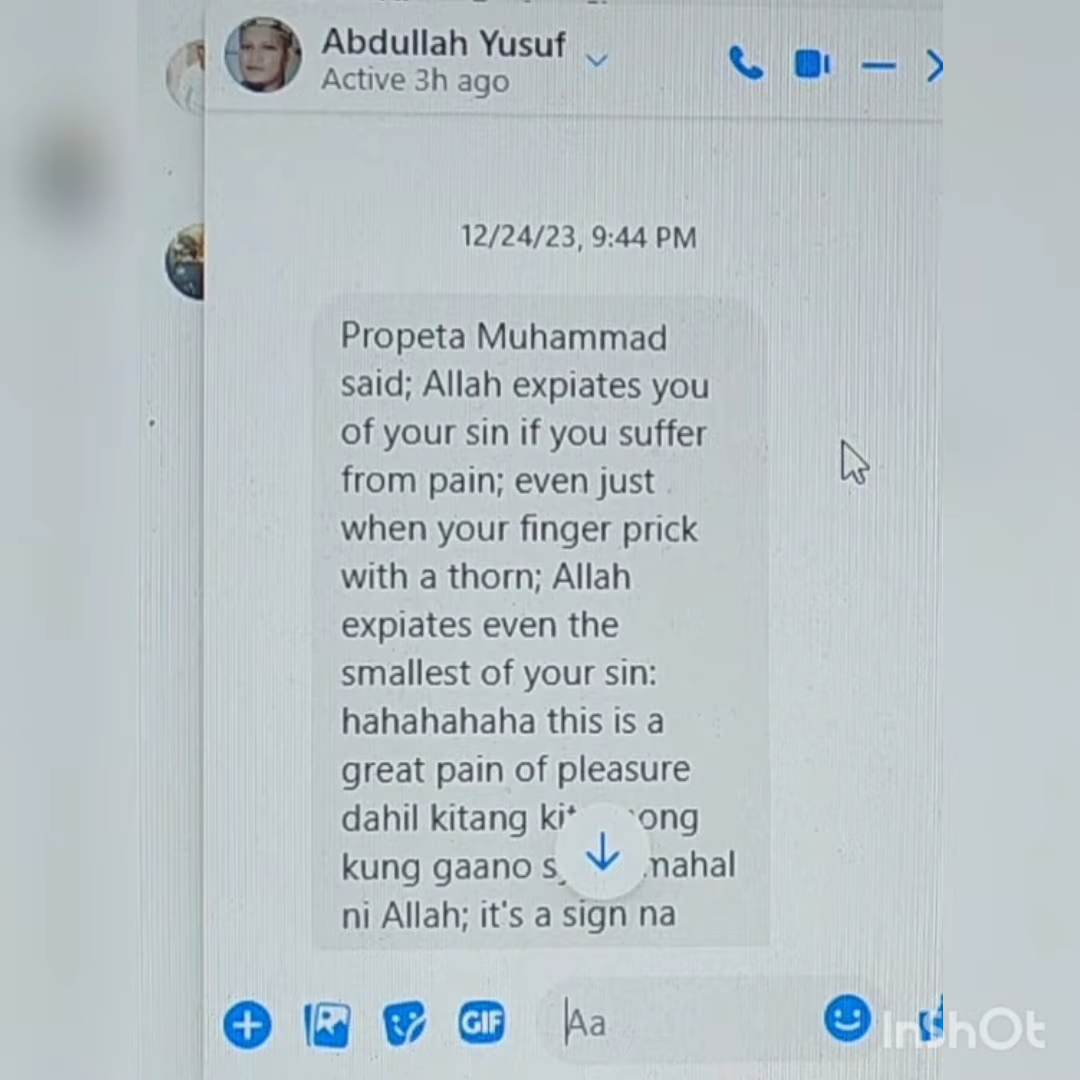 Abdullah Yusuf
Active 3h ago
12/24/23, 9:44 PM
Propeta Muhammad
said; Allah expiates you
of your sin if you suffer
from pain; even just
when your finger prick
with a thorn; Allah
expiates even the
smallest of your sin:
hahahahaha this is a
great pain of pleasure
dahil kitang
kung gaano mahal
ni Allah; it's a sign na
GIF
Aa
InShOt